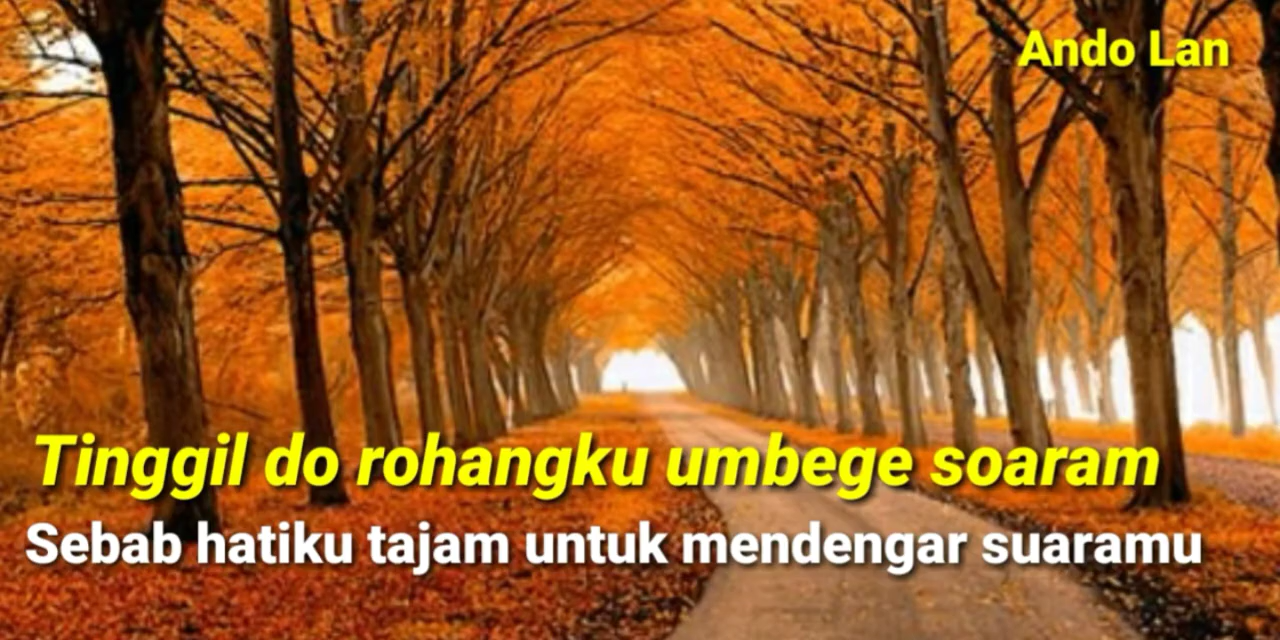 Ando Lan
Tinggil do rohangku umbege soaram
Sebab hatiku tajam untuk mendengar suaramu